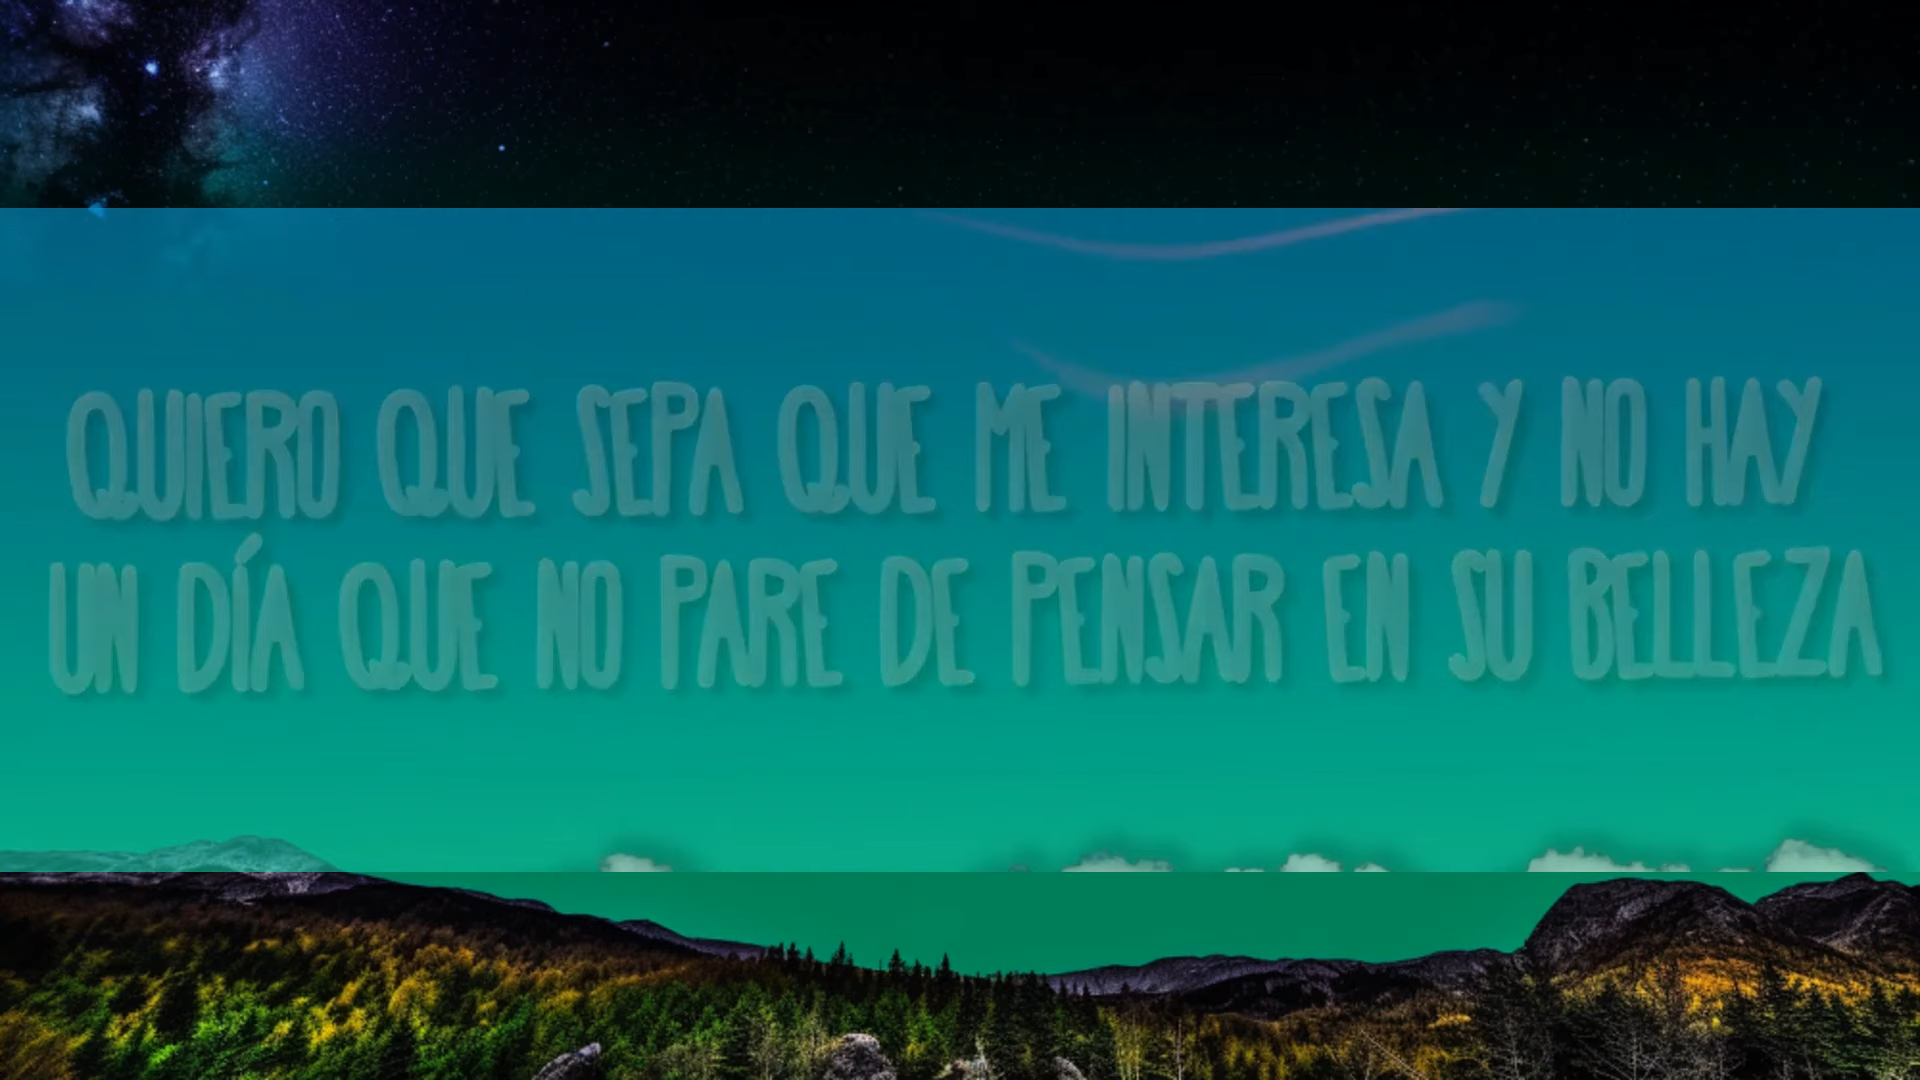 QUIERO QUE SEPA QUE ME INTERESA Y NO HAY
UN DÍA QUE NO PARE DE PENSAR EN SU BELLEZA